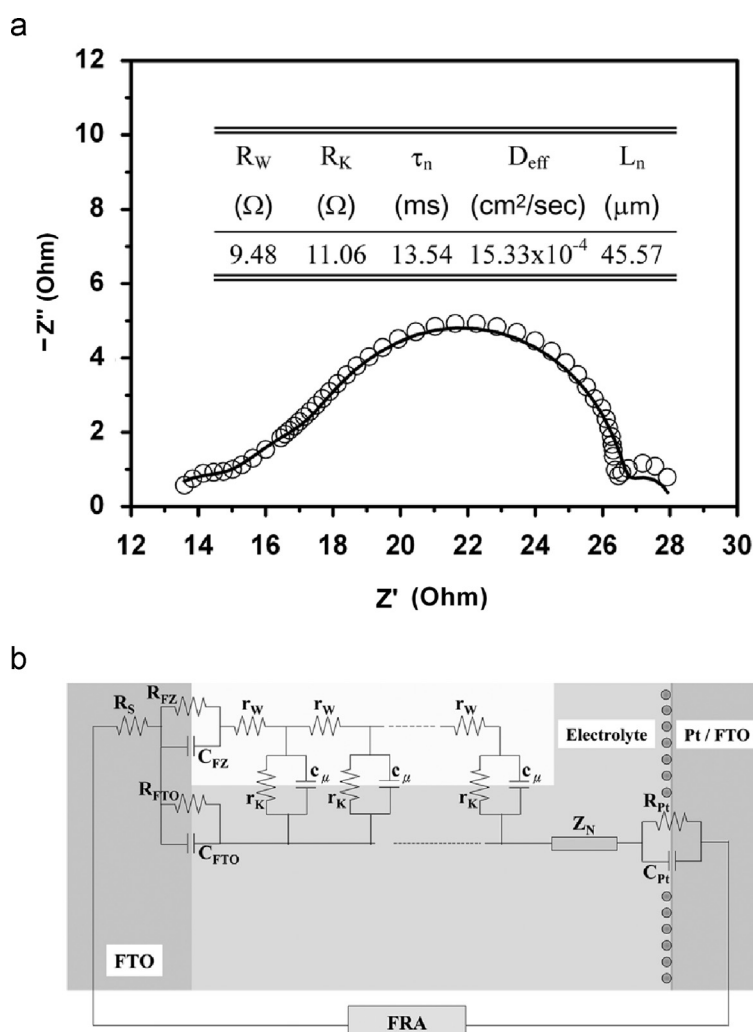 a
12
10
8
6
4
2
0
−Z″ (Ohm)
R_W R_K τ_n D_eff L_n
(Ω) (Ω) (ms) (cm²/sec) (μm)
9.48 11.06 13.54 15.33x10⁻⁴ 45.57
12 14 16 18 20 22 24 26 28 30
Z' (Ohm)
b
R_S
R_FZ
C_FZ
R_FTO
C_FTO
r_W r_W r_W
r_K c_μ r_K c_μ r_K c_μ
Electrolyte
Pt / FTO
Z_N
R_Pt
C_Pt
FTO
FRA